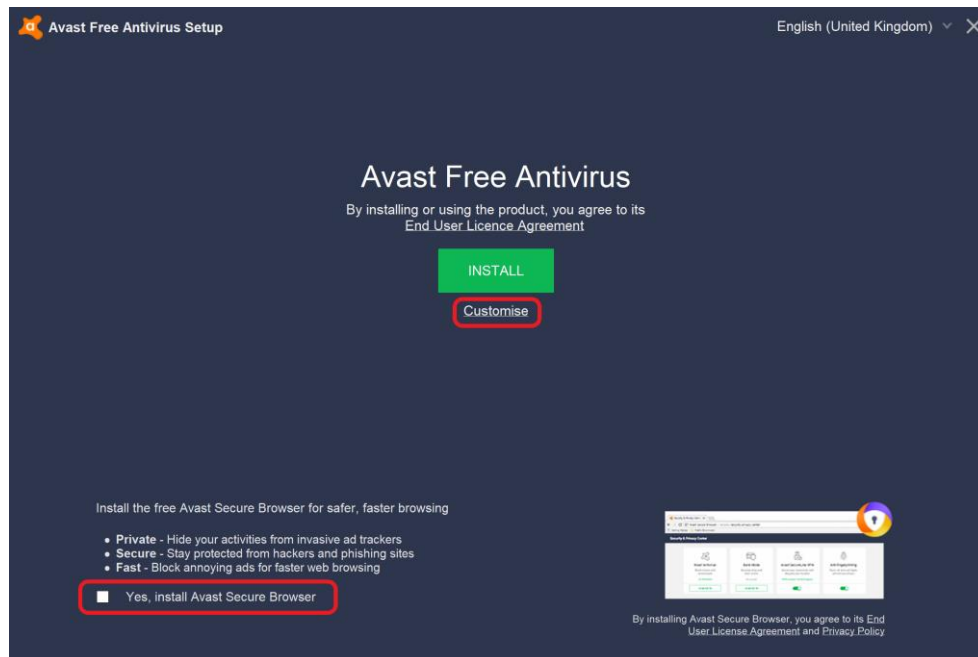 Avast Free Antivirus Setup
English (United Kingdom)
Avast Free Antivirus
By installing or using the product, you agree to its
End User Licence Agreement
INSTALL
Customise
Install the free Avast Secure Browser for safer, faster browsing
• Private - Hide your activities from invasive ad trackers
• Secure - Stay protected from hackers and phishing sites
• Fast - Block annoying ads for faster web browsing
Yes, install Avast Secure Browser
By installing Avast Secure Browser, you agree to its End
User License Agreement and Privacy Policy